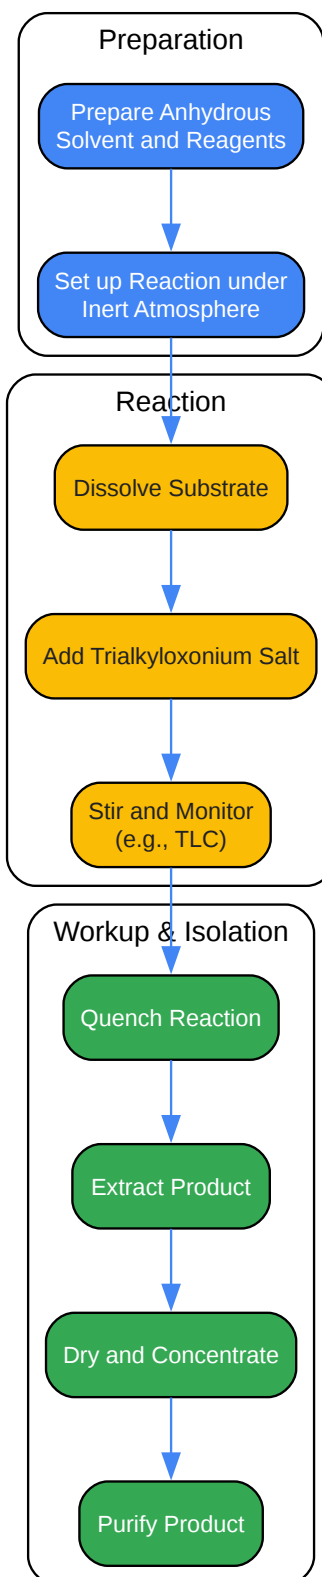 Preparation
Prepare Anhydrous
Solvent and Reagents
Set up Reaction under
Inert Atmosphere
Reaction
Dissolve Substrate
Add Trialkyloxonium Salt
Stir and Monitor
(e.g., TLC)
Workup & Isolation
Quench Reaction
Extract Product
Dry and Concentrate
Purify Product